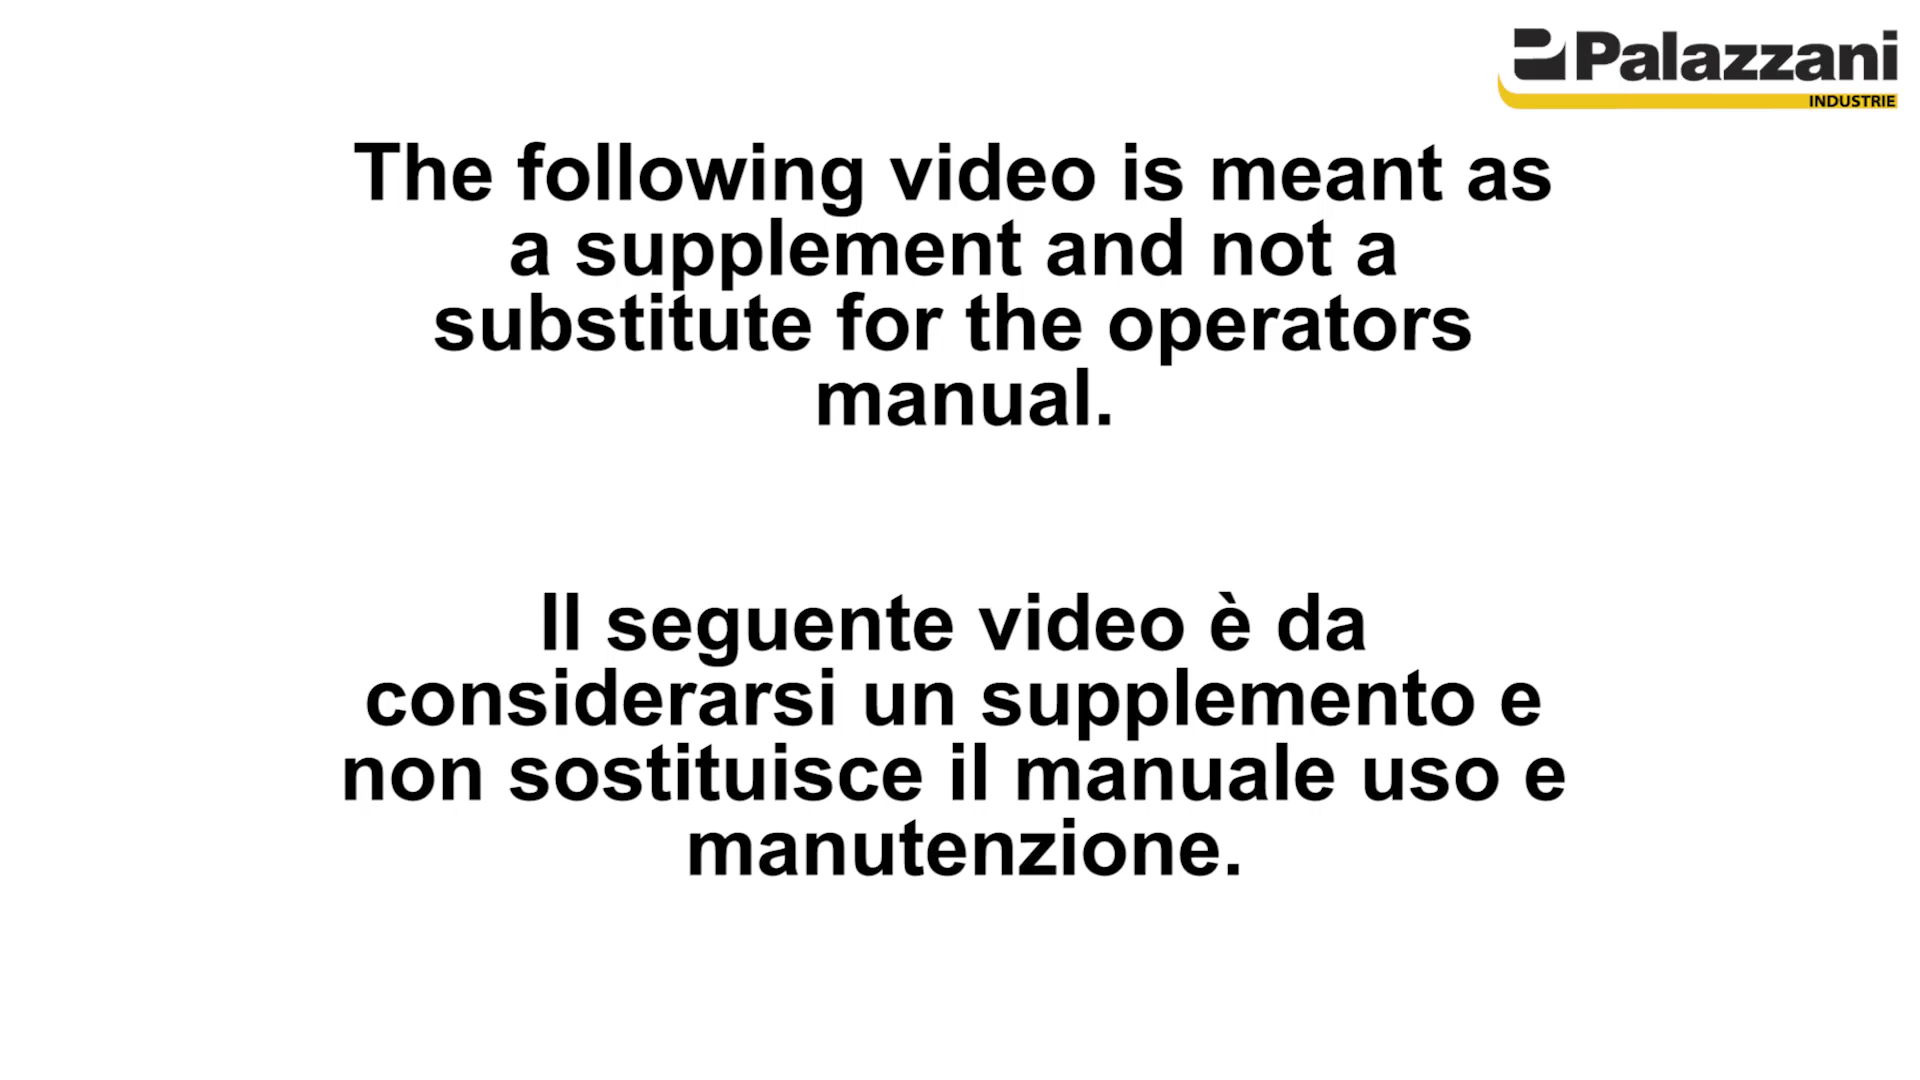 Palazzani
INDUSTRIE
The following video is meant as
a supplement and not a
substitute for the operators
manual.
Il seguente video è da
considerarsi un supplemento e
non sostituisce il manuale uso e
manutenzione.